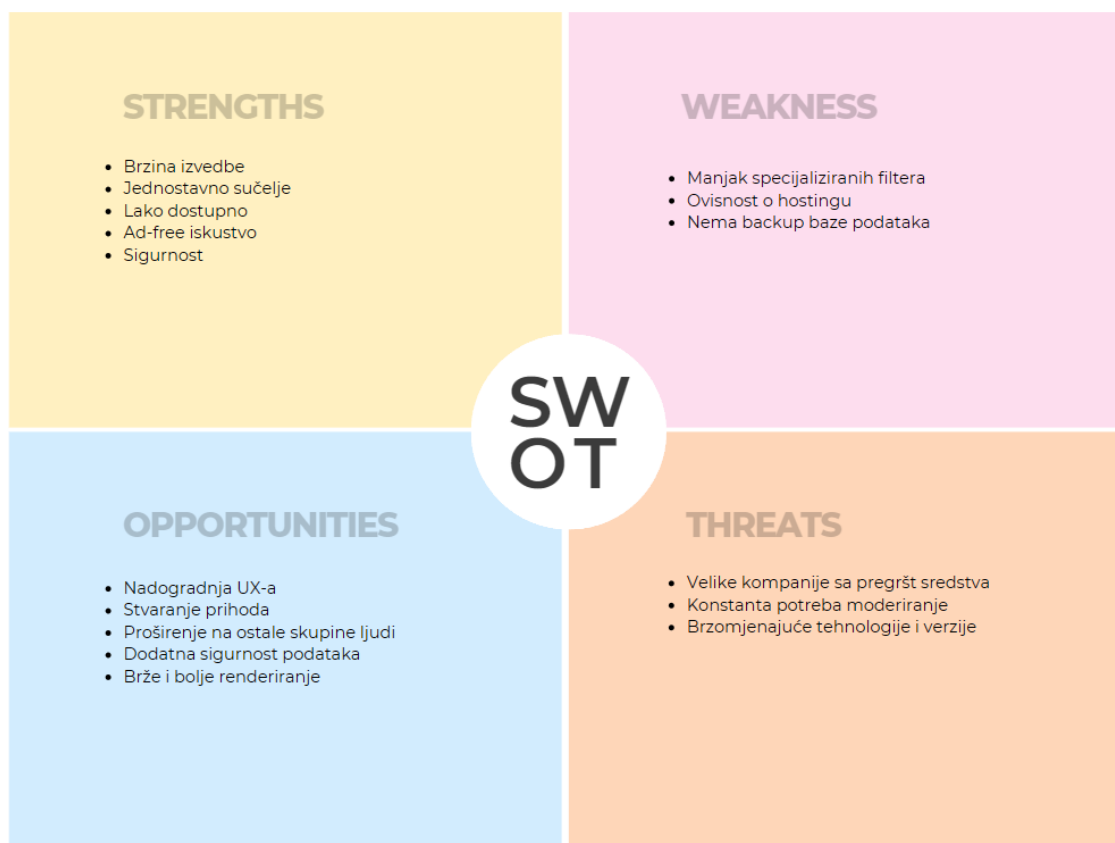 STRENGTHS
• Brzina izvedbe
• Jednostavno sučelje
• Lako dostupno
• Ad-free iskustvo
• Sigurnost
WEAKNESS
• Manjak specijaliziranih filtera
• Ovisnost o hostingu
• Nema backup baze podataka
SW
OT
OPPORTUNITIES
• Nadogradnja UX-a
• Stvaranje prihoda
• Proširenje na ostale skupine ljudi
• Dodatna sigurnost podataka
• Brže i bolje renderiranje
THREATS
• Velike kompanije sa pregršt sredstva
• Konstanta potreba moderiranje
• Brzomjenajuće tehnologije i verzije